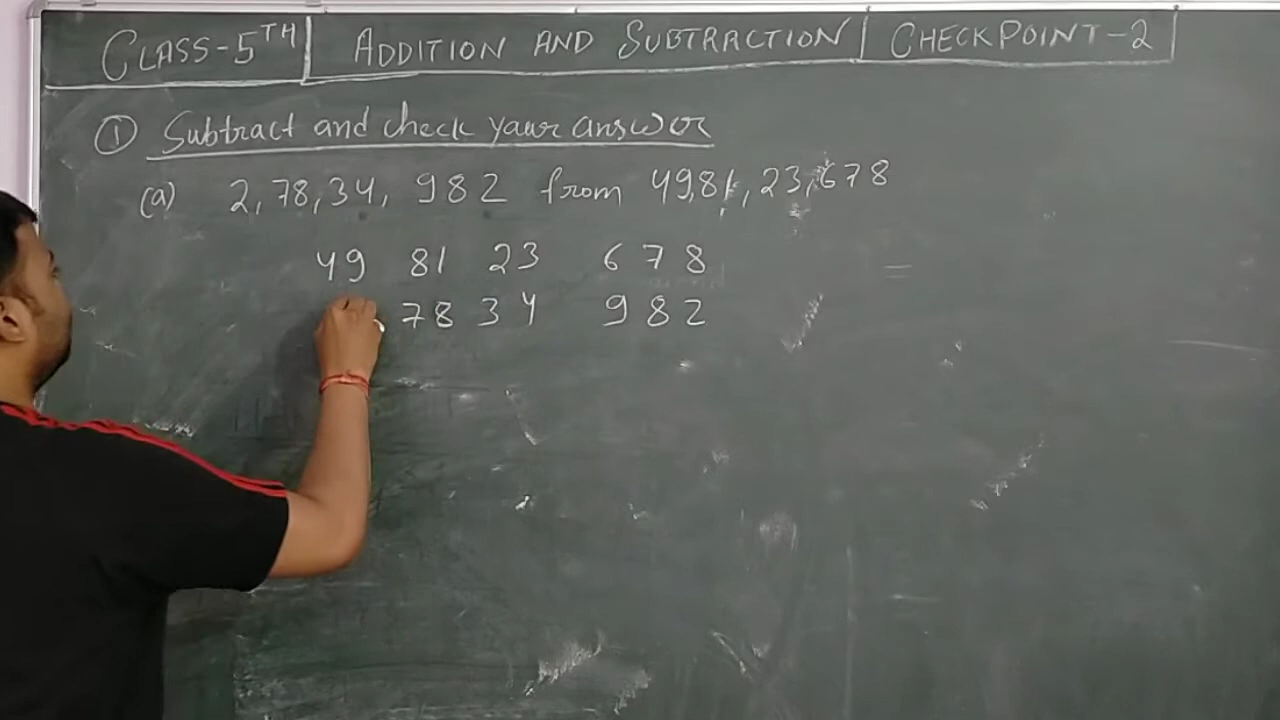 CLASS-5TH | ADDITION AND SUBTRACTION | CHECKPOINT-2
① Subtract and check your answer
(a) 2,78,34, 982 from 49,81,23,678
49 81 23 678
78 34 982
=